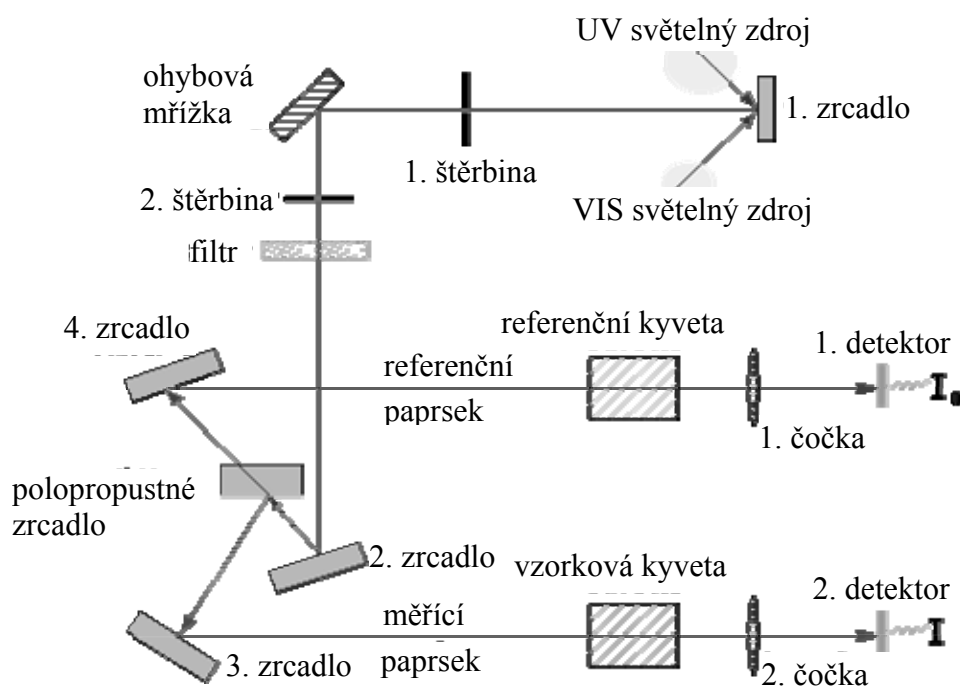 UV světelný zdroj
ohybová
mřížka
1. zrcadlo
1. štěrbina
2. štěrbina
VIS světelný zdroj
filtr
4. zrcadlo
referenční kyveta
1. detektor
referenční
paprsek
I₀
1. čočka
polopropustné
zrcadlo
2. zrcadlo
vzorková kyveta
2. detektor
měřící
paprsek
I
3. zrcadlo
2. čočka